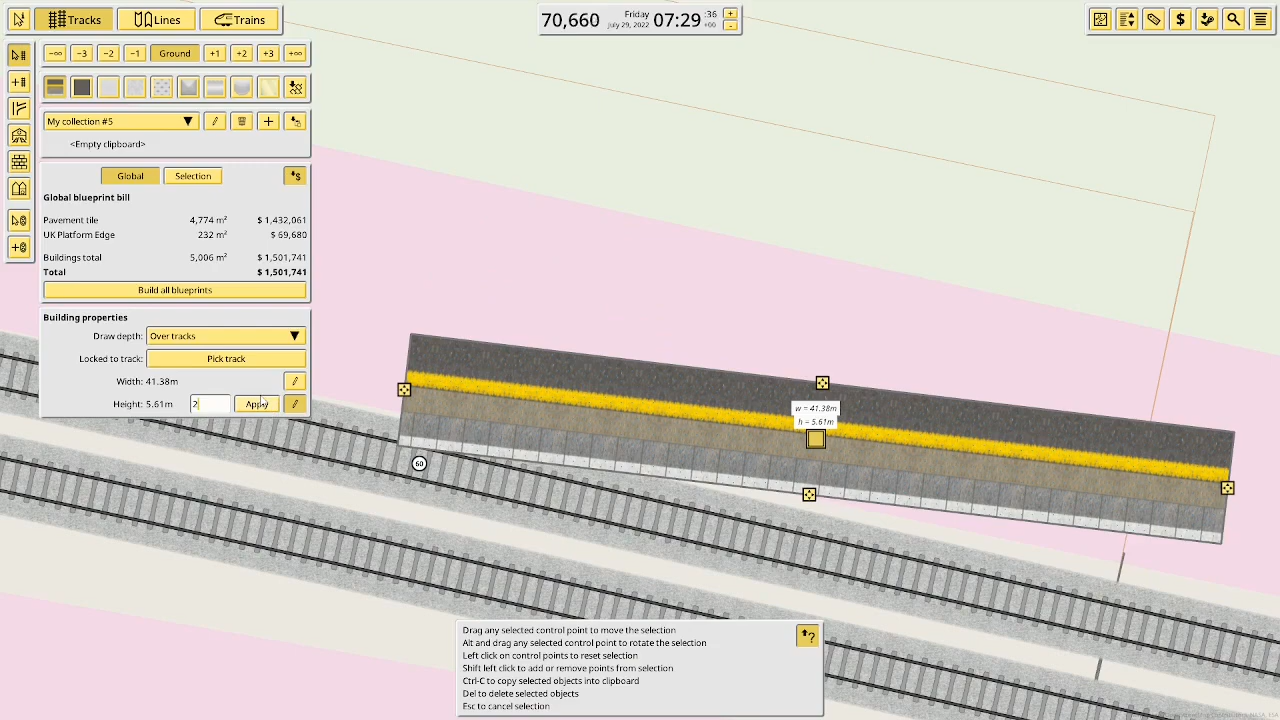 Tracks
Lines
Trains
70,660
Friday
July 29, 2022
07:29
:36
+00
+
-
-∞
-3
-2
-1
Ground
+1
+2
+3
+∞
My collection #5
<Empty clipboard>
Global
Selection
Global blueprint bill
Pavement tile 4,774 m² $ 1,432,061
UK Platform Edge 232 m² $ 69,680
Buildings total 5,006 m² $ 1,501,741
Total $ 1,501,741
Build all blueprints
Building properties
Draw depth: Over tracks
Locked to track: Pick track
Width: 41.38m
Height: 5.61m 2 Apply
w = 41.38m
h = 5.61m
60
Drag any selected control point to move the selection
Alt and drag any selected control point to rotate the selection
Left click on control points to reset selection
Shift left click to add or remove points from selection
Ctrl-C to copy selected objects into clipboard
Del to delete selected objects
Esc to cancel selection